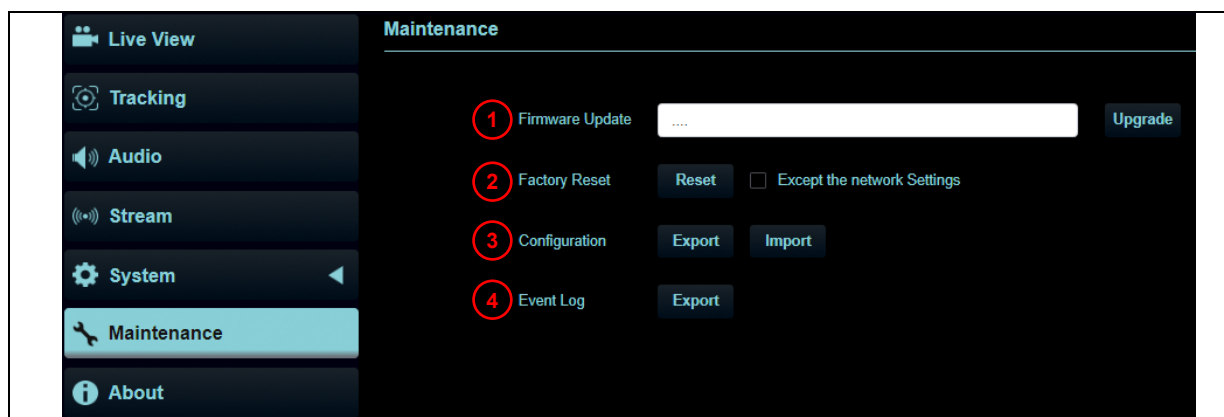 Live View
Tracking
Audio
Stream
System
Maintenance
About
Maintenance
1 Firmware Update .... Upgrade
2 Factory Reset Reset Except the network Settings
3 Configuration Export Import
4 Event Log Export